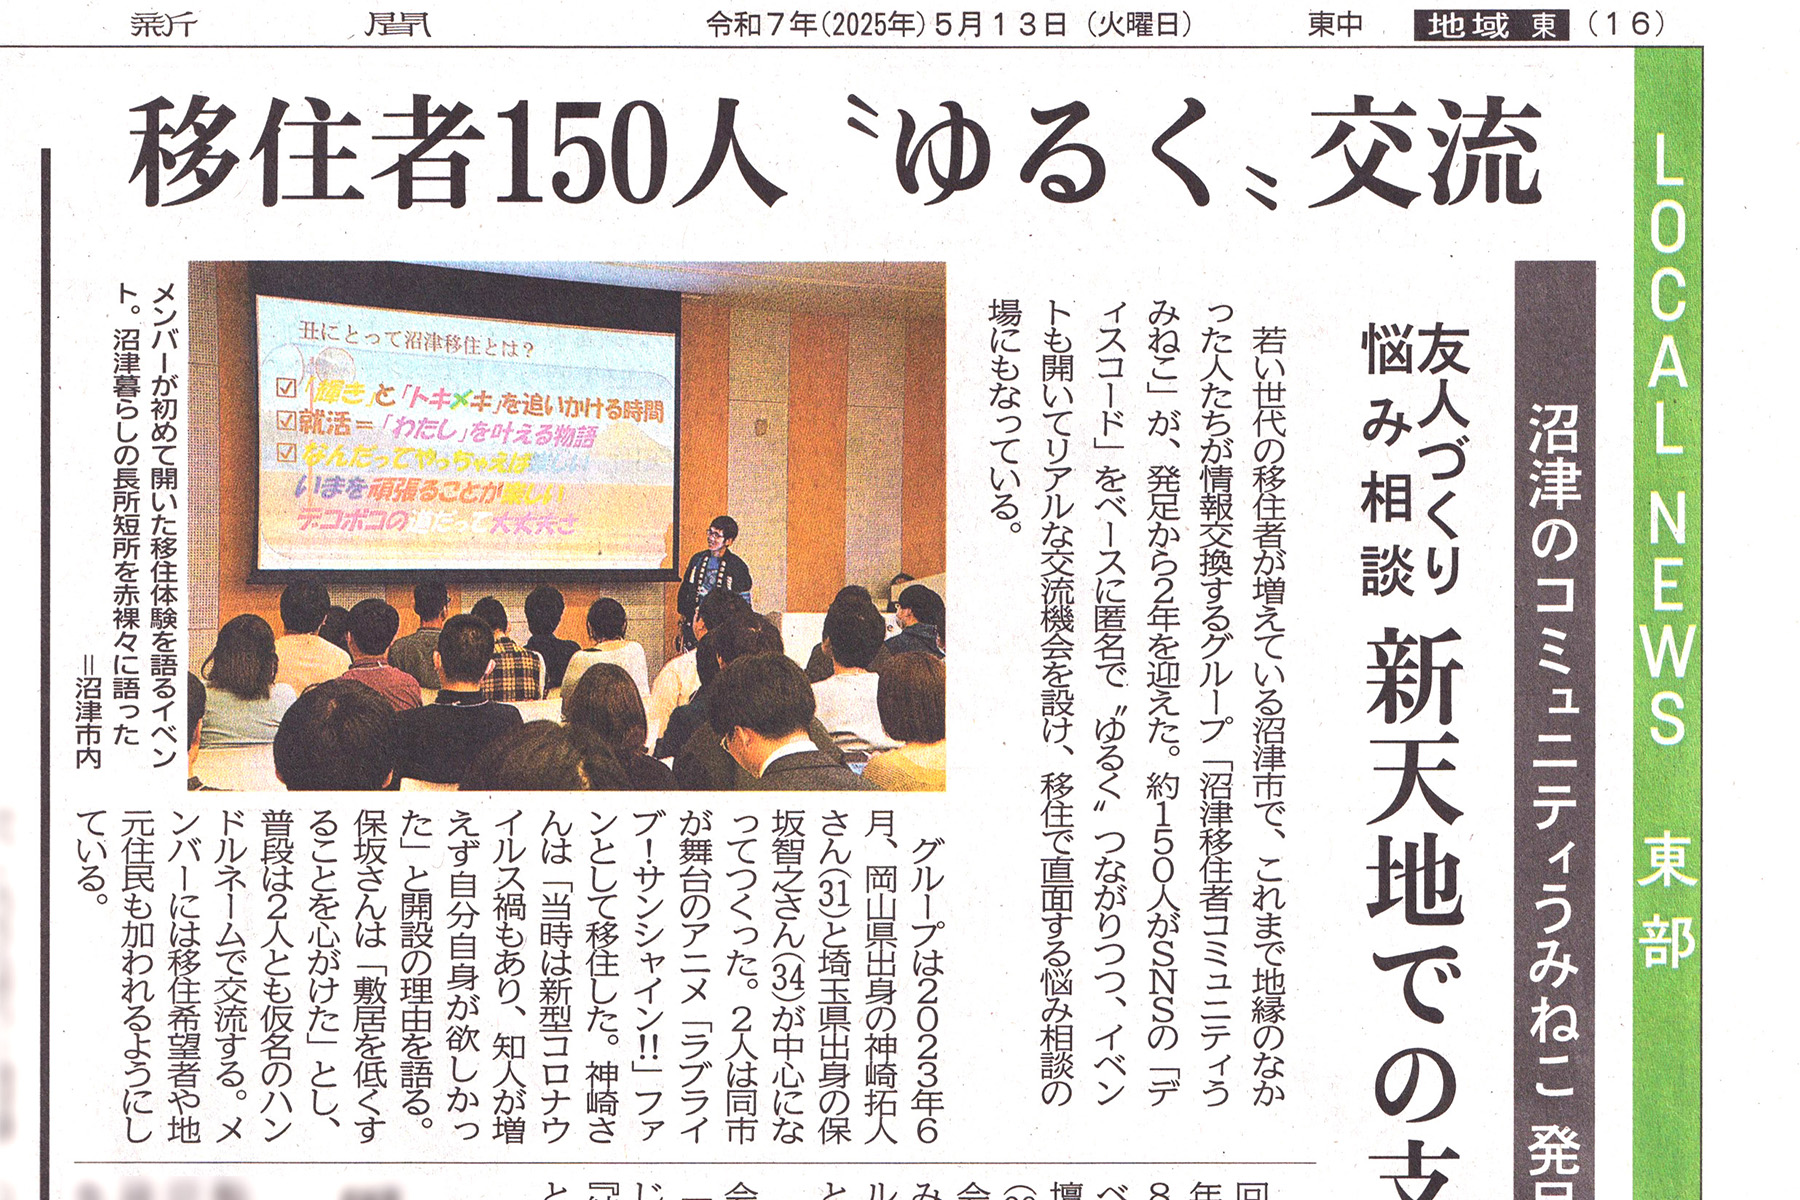 新聞
令和7年(2025年)5月13日(火曜日)
東中
地域 東
(16)
LOCAL NEWS 東部
移住者150人〝ゆるく〟交流
沼津のコミュニティうみねこ 発
友人づくり
悩み相談
新天地での支
若い世代の移住者が増えている沼津市で、これまで地縁のなか
った人たちが情報交換するグループ「沼津移住者コミュニティう
みねこ」が、発足から2年を迎えた。約150人がSNSの「デ
ィスコード」をベースに匿名で〝ゆるく〟つながりつつ、イベン
トも開いてリアルな交流機会を設け、移住で直面する悩み相談の
場にもなっている。
丑にとって沼津移住とは?
「輝き」と「トキメキ」を追いかける時間
就活=「わたし」を叶える物語
なんだってやっちゃえば楽しい!
いまを頑張ることが楽しい
デコボコの道だって大丈夫さ
メンバーが初めて開いた移住体験を語るイベン
ト。沼津暮らしの長所短所を赤裸々に語った
=沼津市内
グループは2023年6
月、岡山県出身の神崎拓人
さん(31)と埼玉県出身の保
坂智之さん(34)が中心にな
ってつくった。2人は同市
が舞台のアニメ「ラブライ
ブ!サンシャイン!!」ファ
ンとして移住した。神崎さ
んは「当時は新型コロナウ
イルス禍もあり、知人が増
えず自分自身が欲しかっ
た」と開設の理由を語る。
保坂さんは「敷居を低くす
ることを心がけた」とし、
普段は2人とも仮名のハン
ドルネームで交流する。メ
ンバーには移住希望者や地
元住民も加われるようにし
ている。